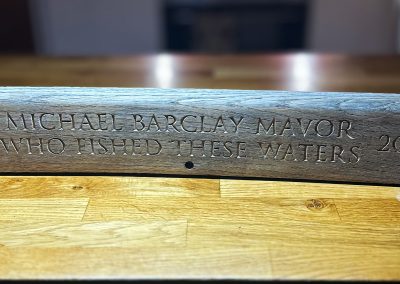 MICHAEL BARCLAY MAVOR
WHO FISHED THESE WATERS
20